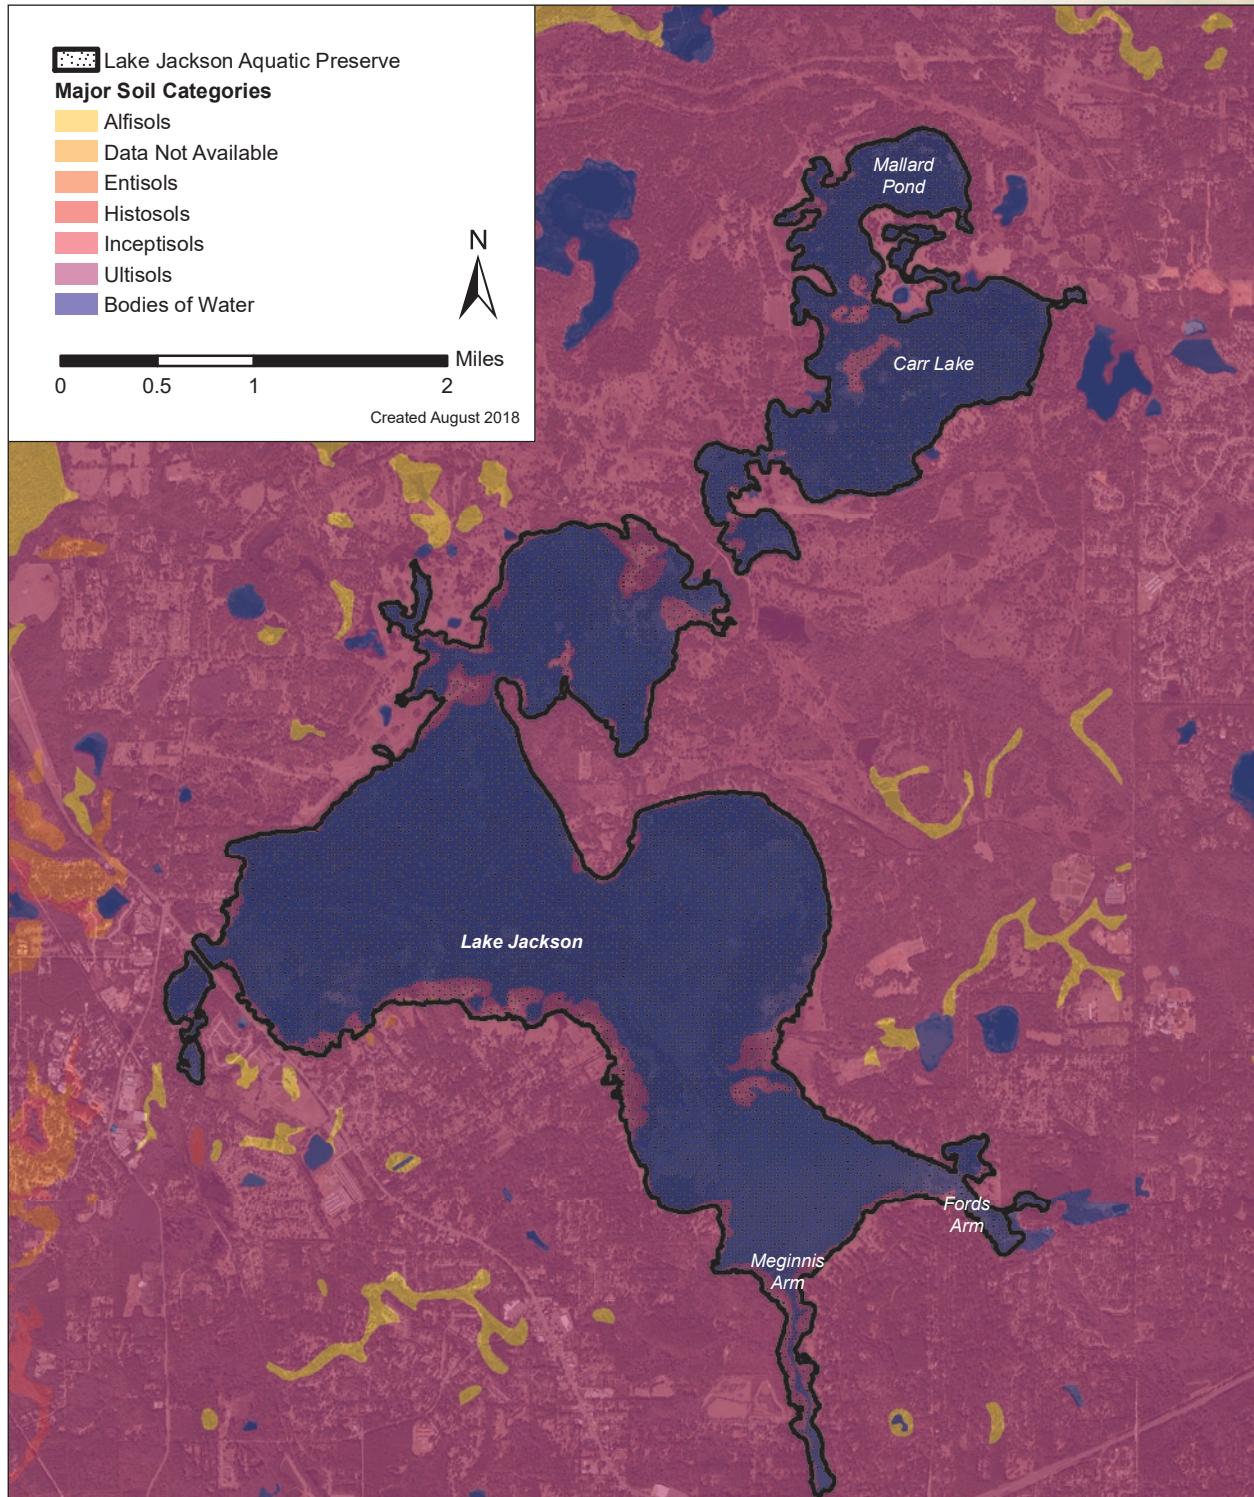 Lake Jackson Aquatic Preserve
Major Soil Categories
Alfisols
Data Not Available
Entisols
Histosols
Inceptisols
Ultisols
Bodies of Water
N
Miles
0 0.5 1 2
Created August 2018
Mallard
Pond
Carr Lake
Lake Jackson
Fords
Arm
Meginnis
Arm